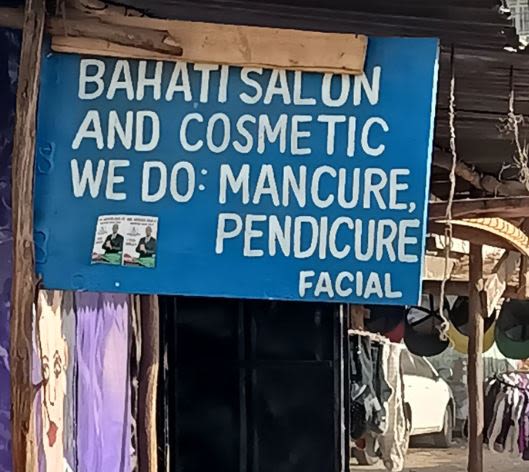 BAHATI SALON
AND COSMETIC
WE DO: MANCURE,
PENDICURE
FACIAL